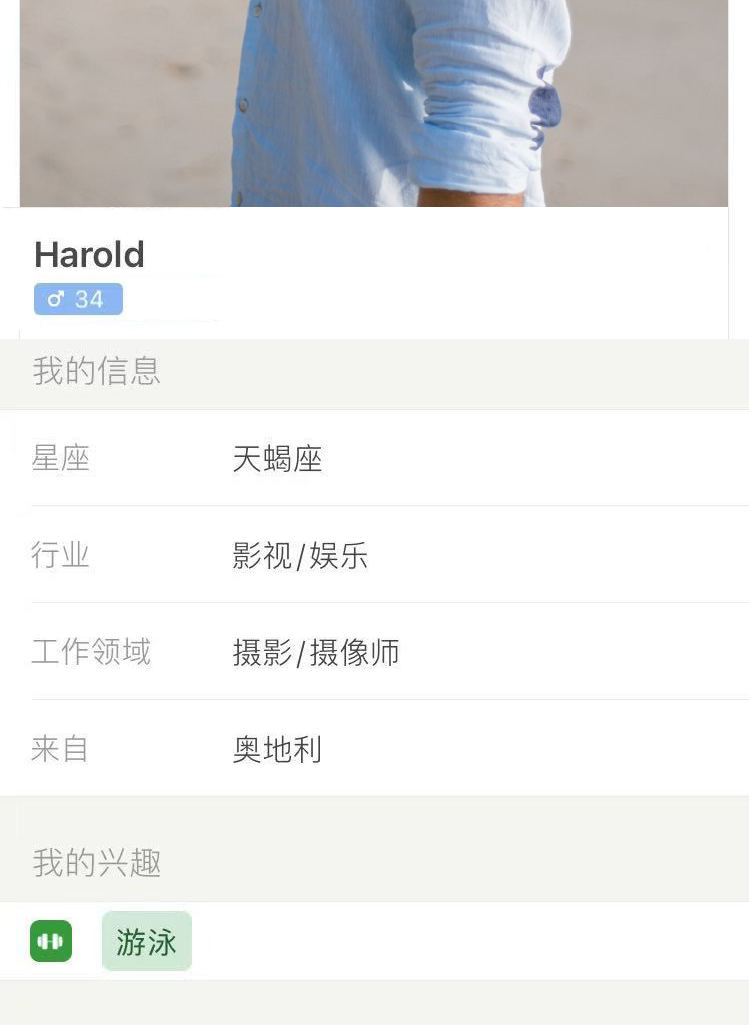 Harold
♂ 34
我的信息
星座 天蝎座
行业 影视/娱乐
工作领域 摄影/摄像师
来自 奥地利
我的兴趣
游泳